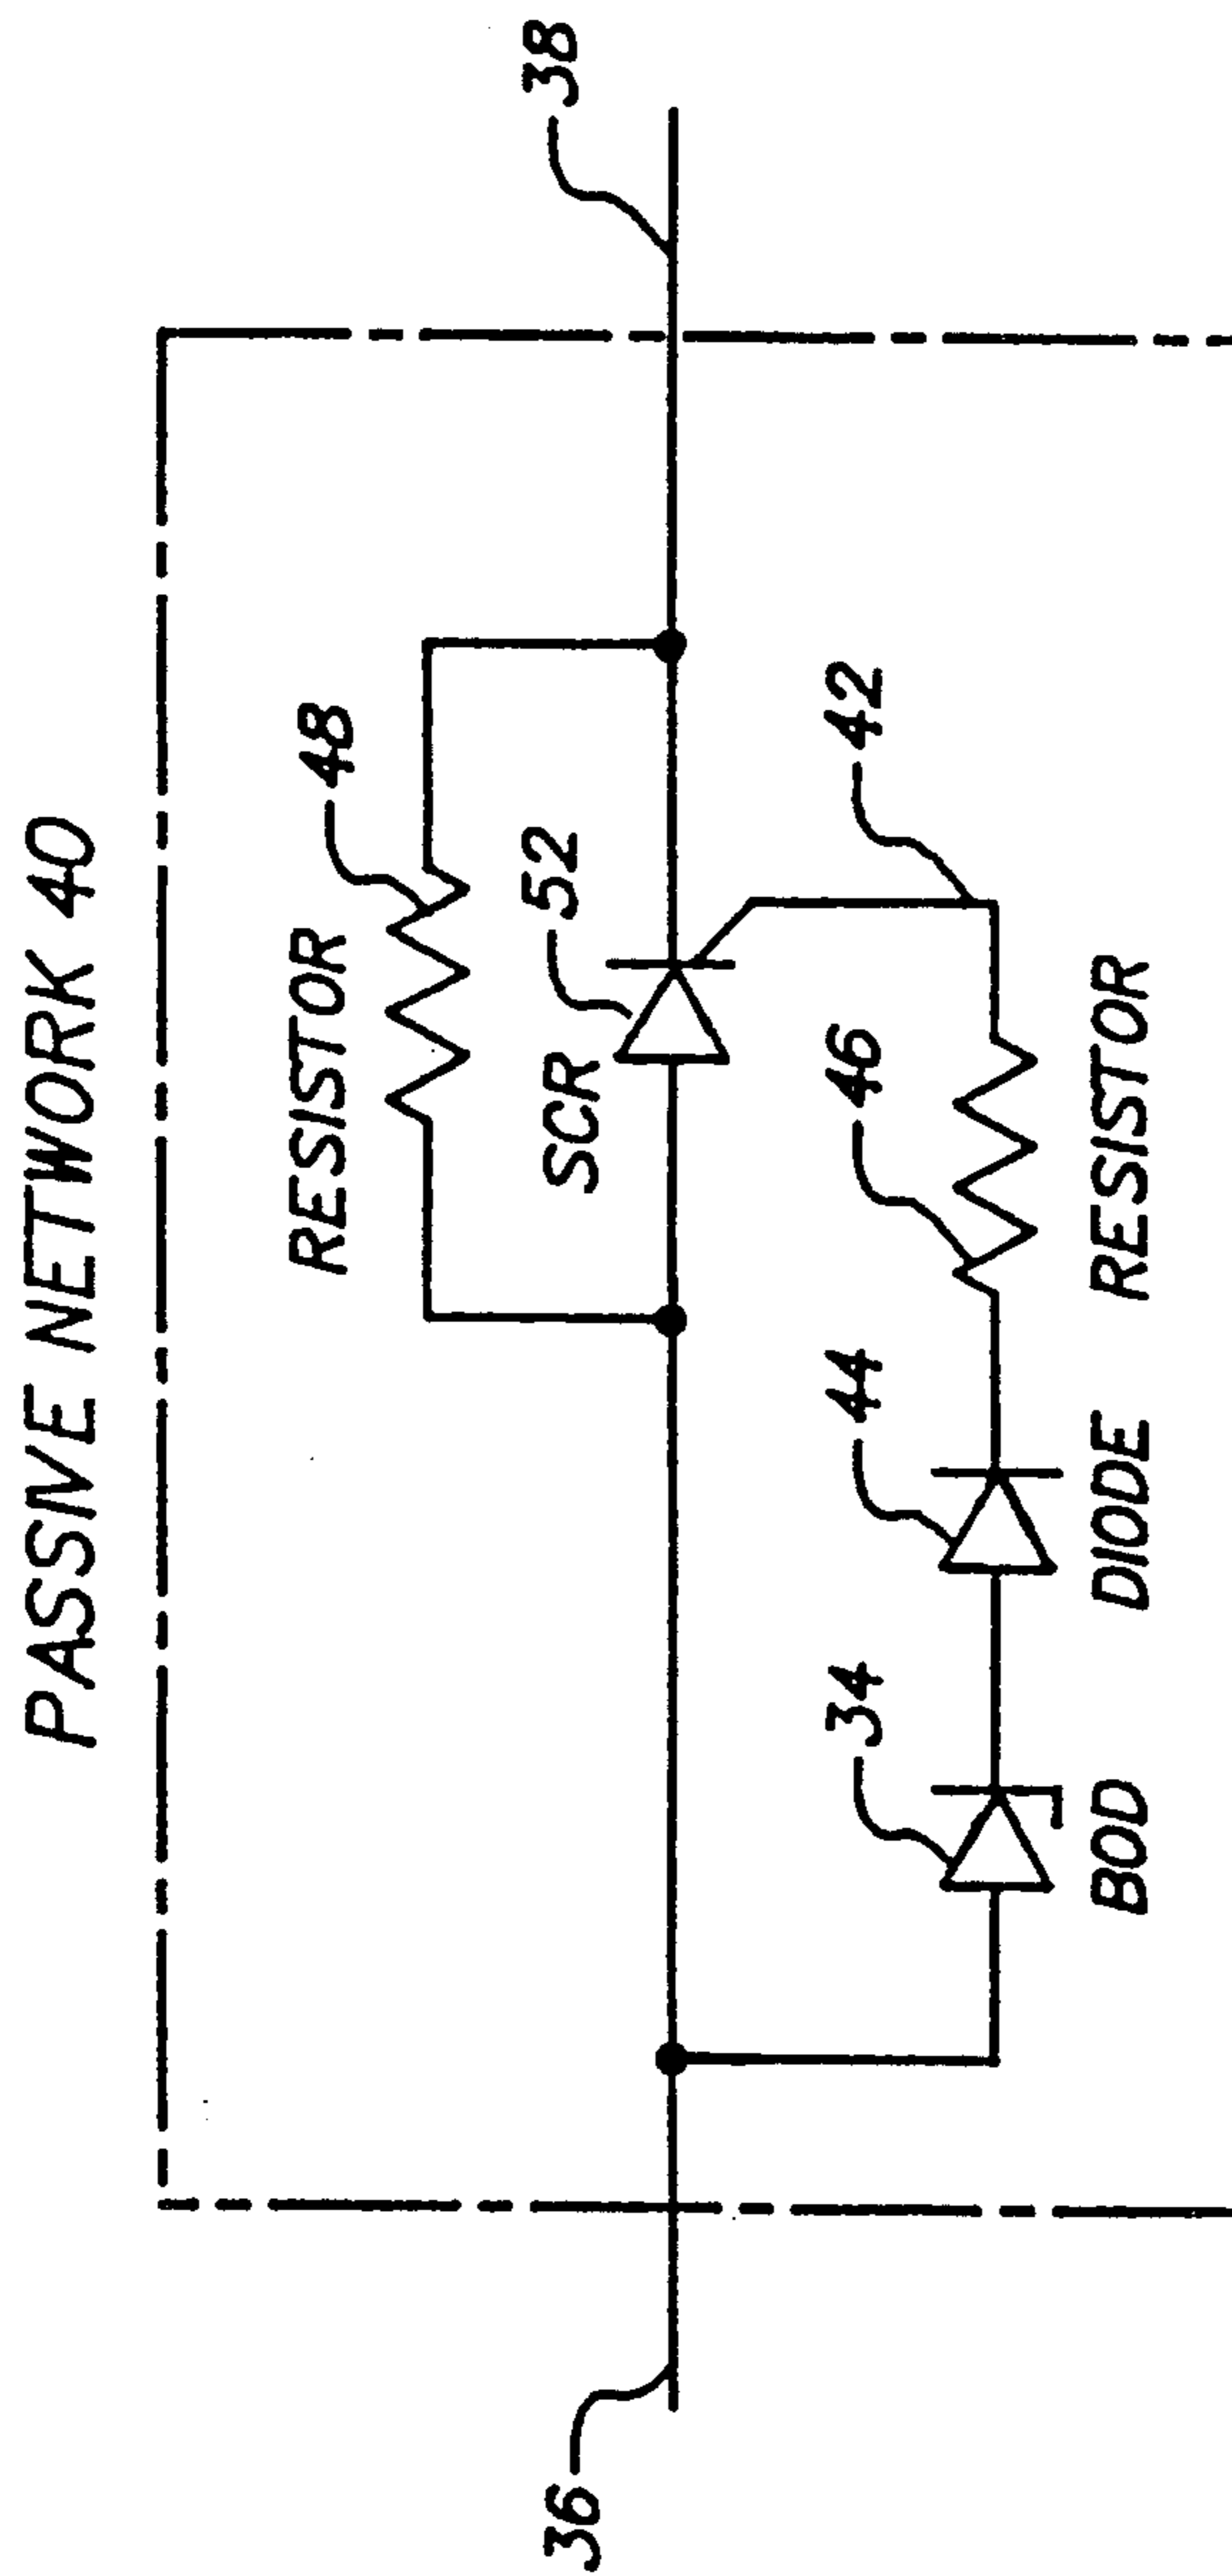 PASSIVE NETWORK 40
RESISTOR
48
38
SCR
52
36
34
44
46
42
BOD
DIODE
RESISTOR